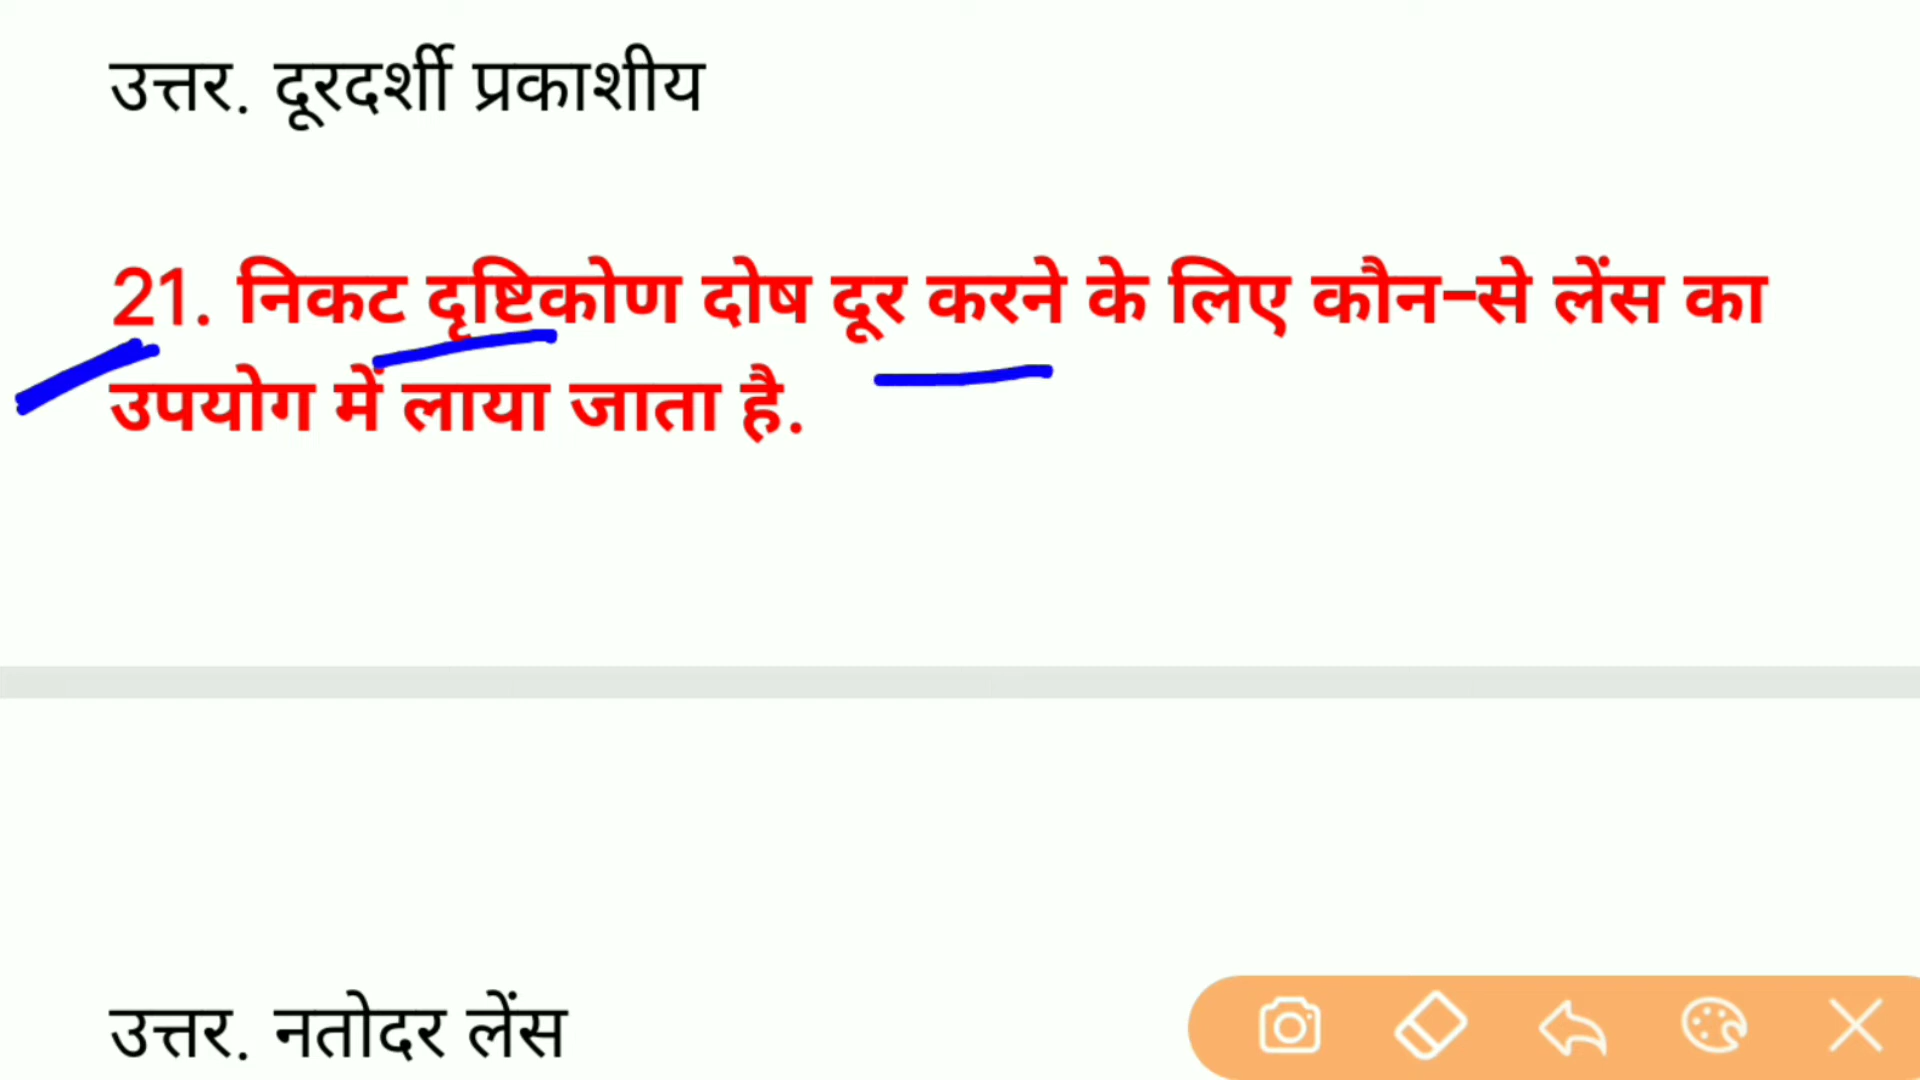 उत्तर. दूरदर्शी प्रकाशीय
21. निकट दृष्टिकोण दोष दूर करने के लिए कौन-से लेंस का
उपयोग में लाया जाता है.
उत्तर. नतोदर लेंस